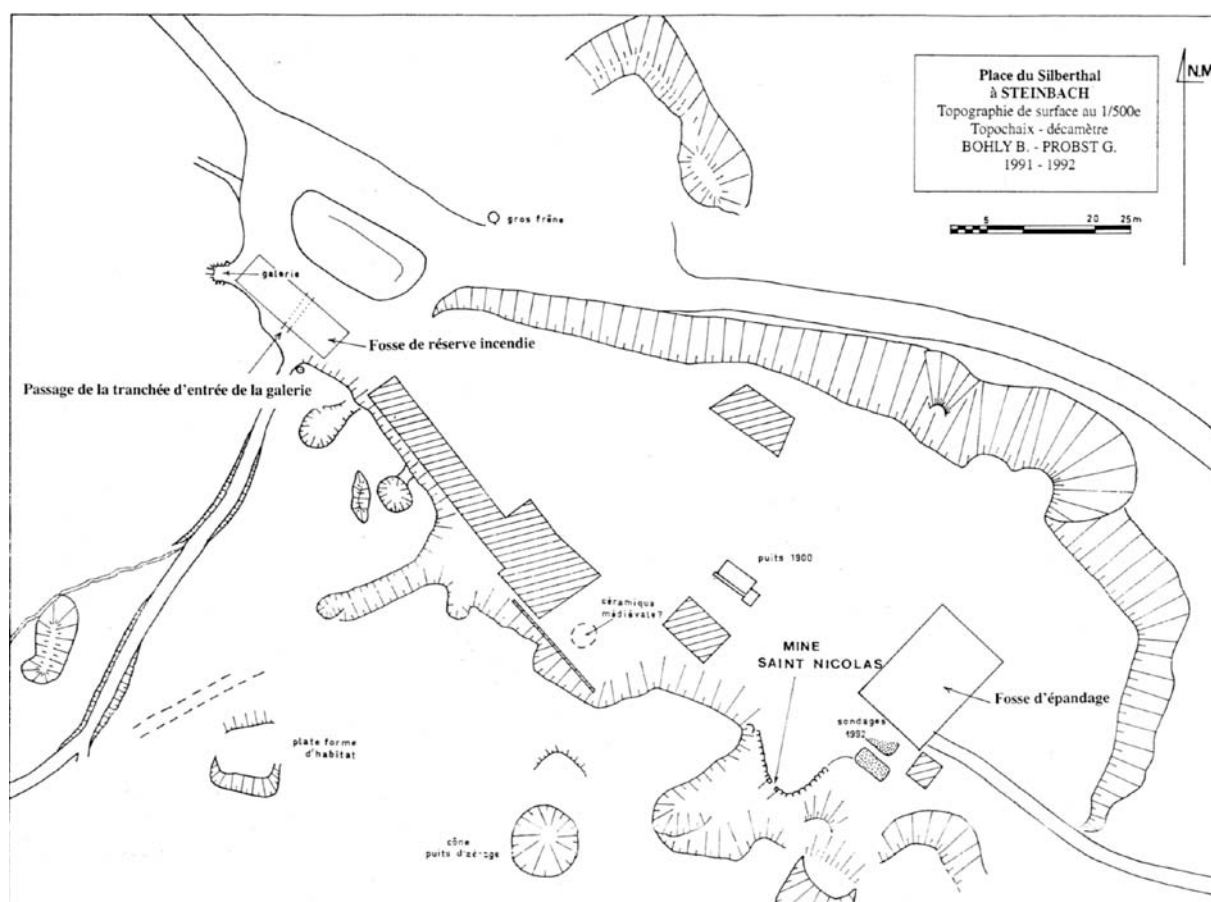 Place du Silberthal
à STEINBACH
Topographie de surface au 1/500e
Topochaix - décamètre
BOHLY B. - PROBST G.
1991 - 1992
N.M
5
20
25m
gros frêne
galerie
Fosse de réserve incendie
Passage de la tranchée d'entrée de la galerie
puits 1900
céramique
médiévale?
MINE
SAINT NICOLAS
Fosse d'épandage
sondages
1992
plate forme
d'habitat
cône
puits d'aérage